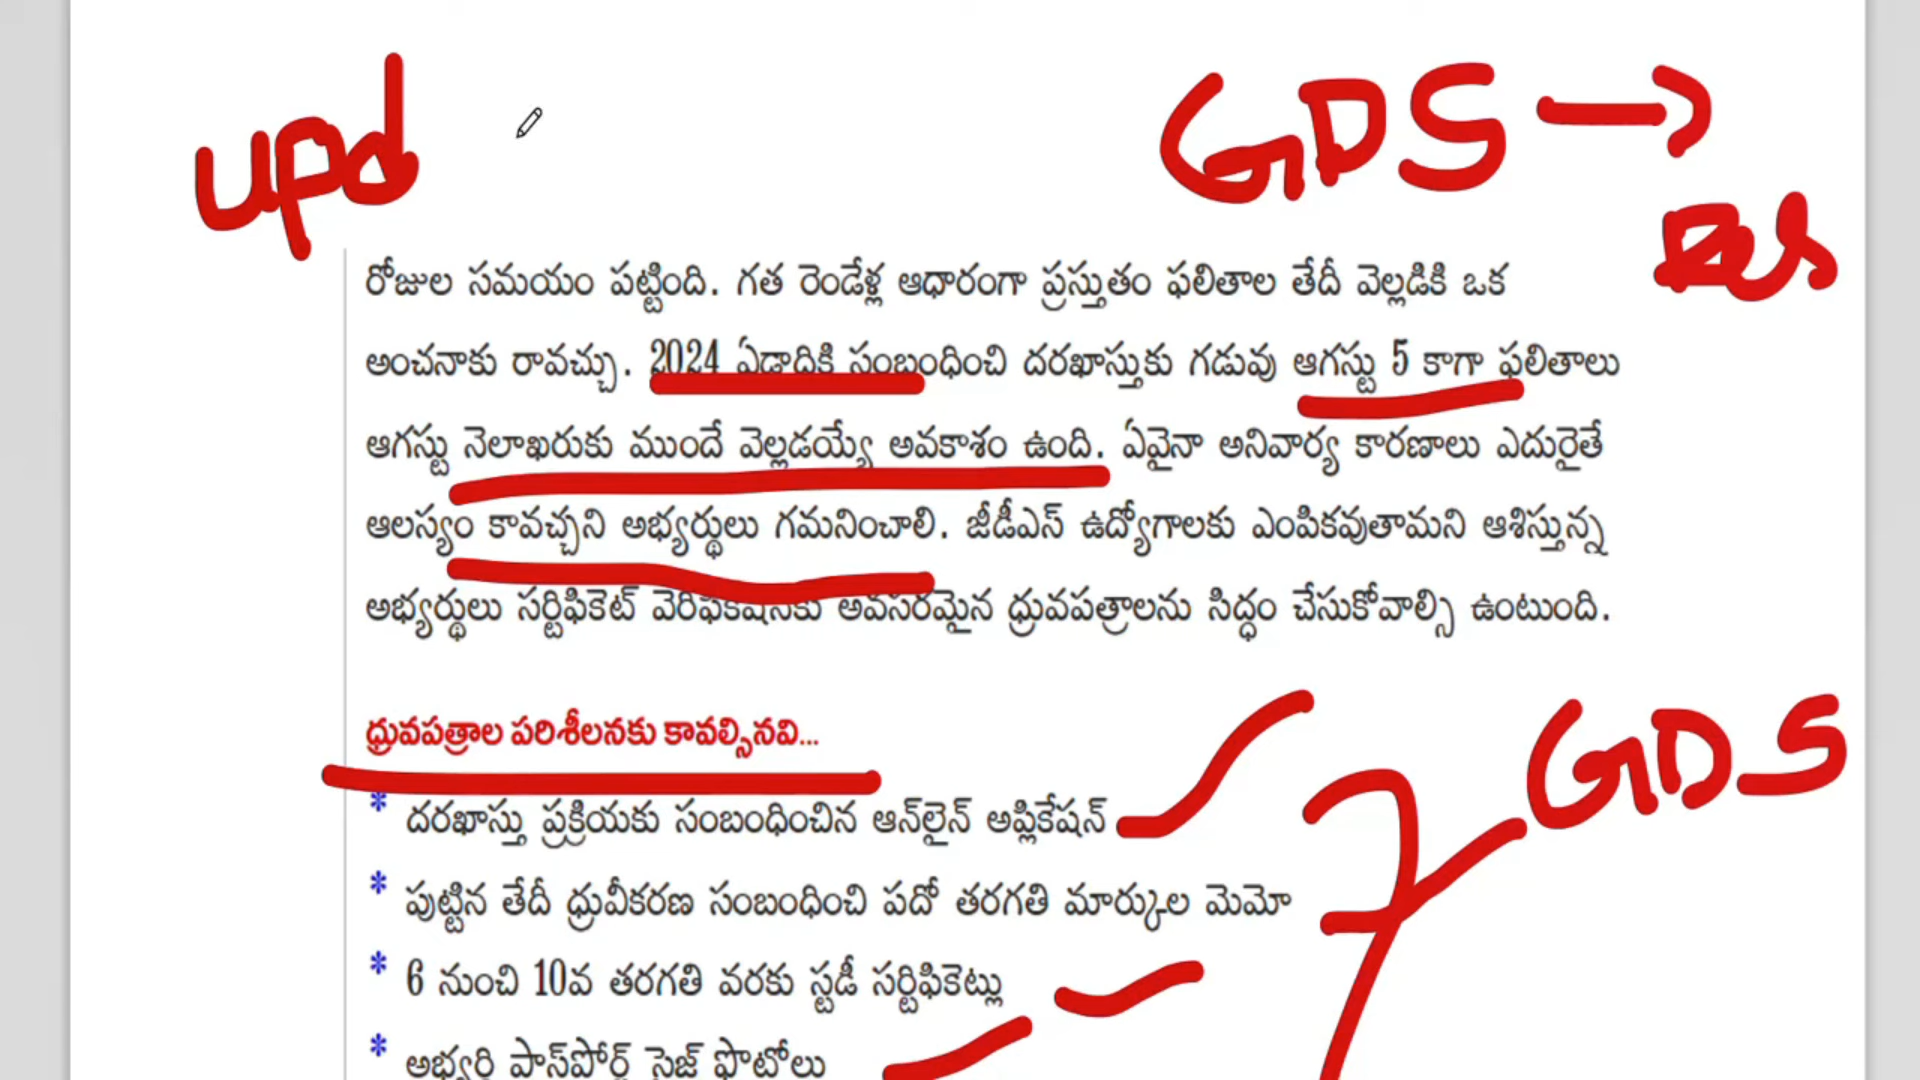 upd
GDS →
రోజుల సమయం పట్టింది. గత రెండేళ్ల ఆధారంగా ప్రస్తుతం ఫలితాల తేదీ వెల్లడికి ఒక
అంచనాకు రావచ్చు. 2024 ఏడాదికి సంబంధించి దరఖాస్తుకు గడువు ఆగస్టు 5 కాగా ఫలితాలు
ఆగస్టు నెలాఖరుకు ముందే వెల్లడయ్యే అవకాశం ఉంది. ఏవైనా అనివార్య కారణాలు ఎదురైతే
ఆలస్యం కావచ్చని అభ్యర్థులు గమనించాలి. జీడీఎస్ ఉద్యోగాలకు ఎంపికవుతామని ఆశిస్తున్న
అభ్యర్థులు సర్టిఫికెట్ వెరిఫికేషన్‌కు అవసరమైన ధ్రువపత్రాలను సిద్ధం చేసుకోవాల్సి ఉంటుంది.
ధ్రువపత్రాల పరిశీలనకు కావల్సినవి...
GDS
* దరఖాస్తు ప్రక్రియకు సంబంధించిన ఆన్‌లైన్ అప్లికేషన్
* పుట్టిన తేదీ ధ్రువీకరణ సంబంధించి పదో తరగతి మార్కుల మెమో
* 6 నుంచి 10వ తరగతి వరకు స్టడీ సర్టిఫికెట్లు
* అభ్యర్థి పాస్‌పోర్ట్ సైజ్ ఫొటోలు